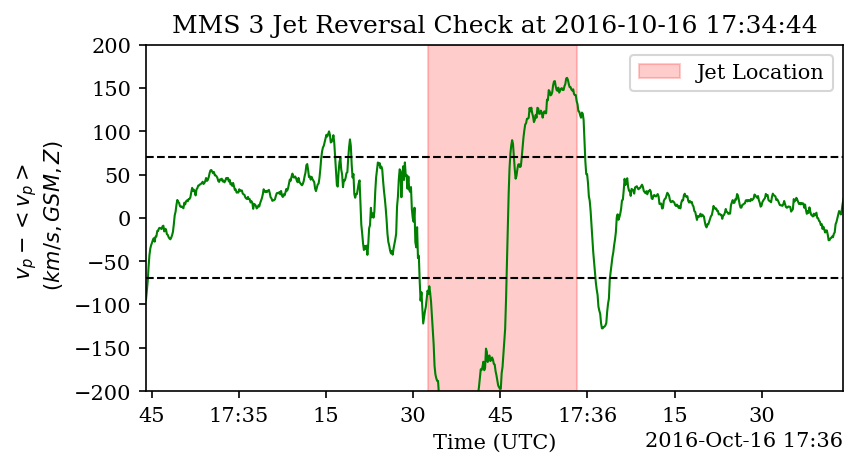 MMS 3 Jet Reversal Check at 2016-10-16 17:34:44
200
150
100
50
0
−50
−100
−150
−200
v_p − < v_p >
(km/s, GSM, Z)
Jet Location
45
17:35
15
30
45
17:36
15
30
Time (UTC)
2016-Oct-16 17:36